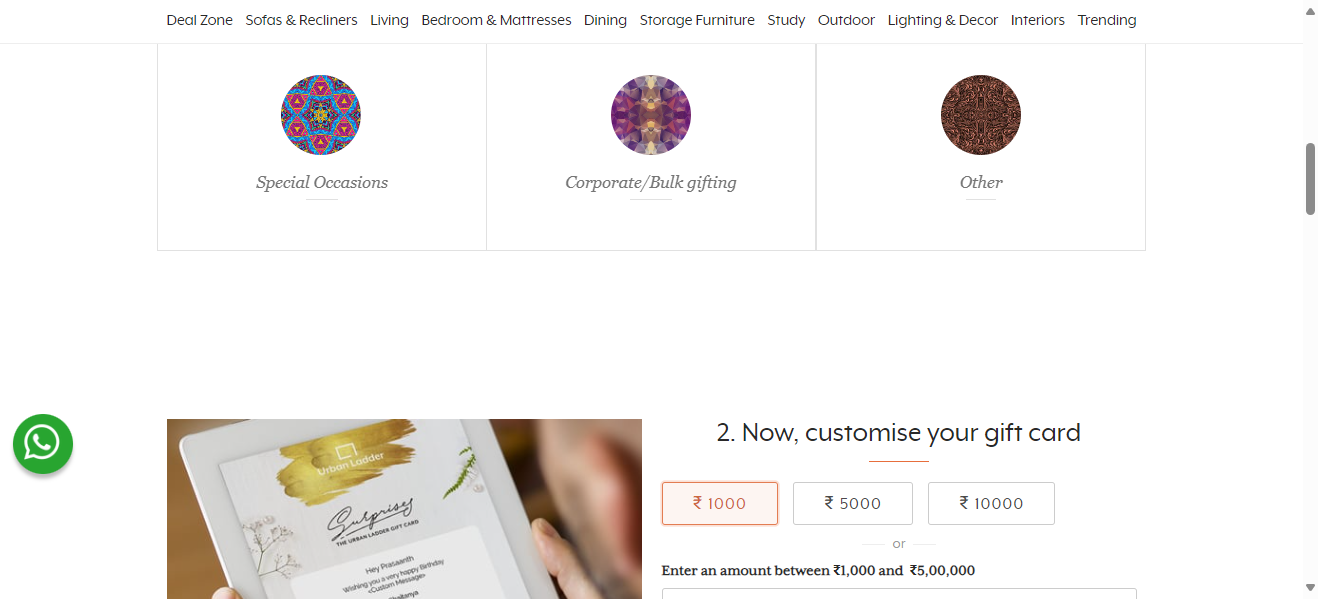 Deal Zone Sofas & Recliners Living Bedroom & Mattresses Dining Storage Furniture Study Outdoor Lighting & Decor Interiors Trending
Special Occasions Corporate/Bulk gifting Other
Urban Ladder
Surprise
THE URBAN LADDER GIFT CARD
Hey Prasaanth
Wishing you a very happy Birthday
<Custom Message>
2. Now, customise your gift card
₹ 1000 ₹ 5000 ₹ 10000
or
Enter an amount between ₹1,000 and ₹5,00,000